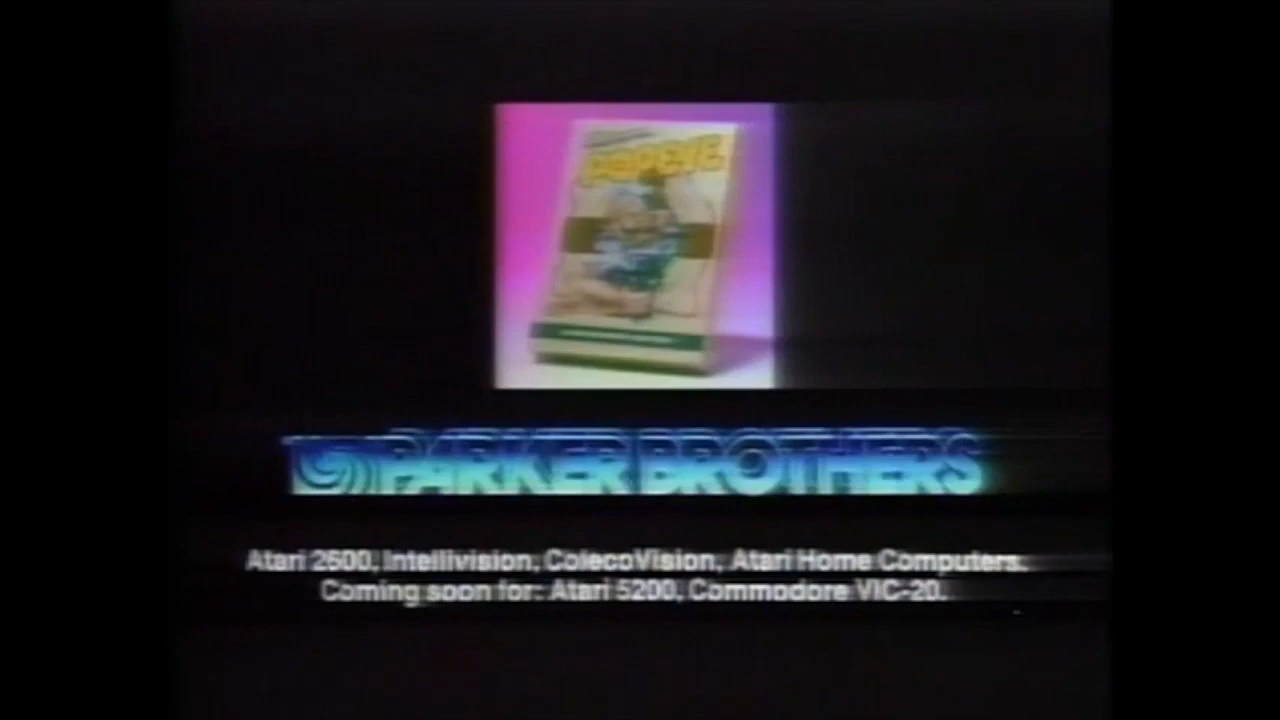 POPEYE
PARKER BROTHERS
Atari 2600, Intellivision, ColecoVision, Atari Home Computers.
Coming soon for: Atari 5200, Commodore VIC-20.